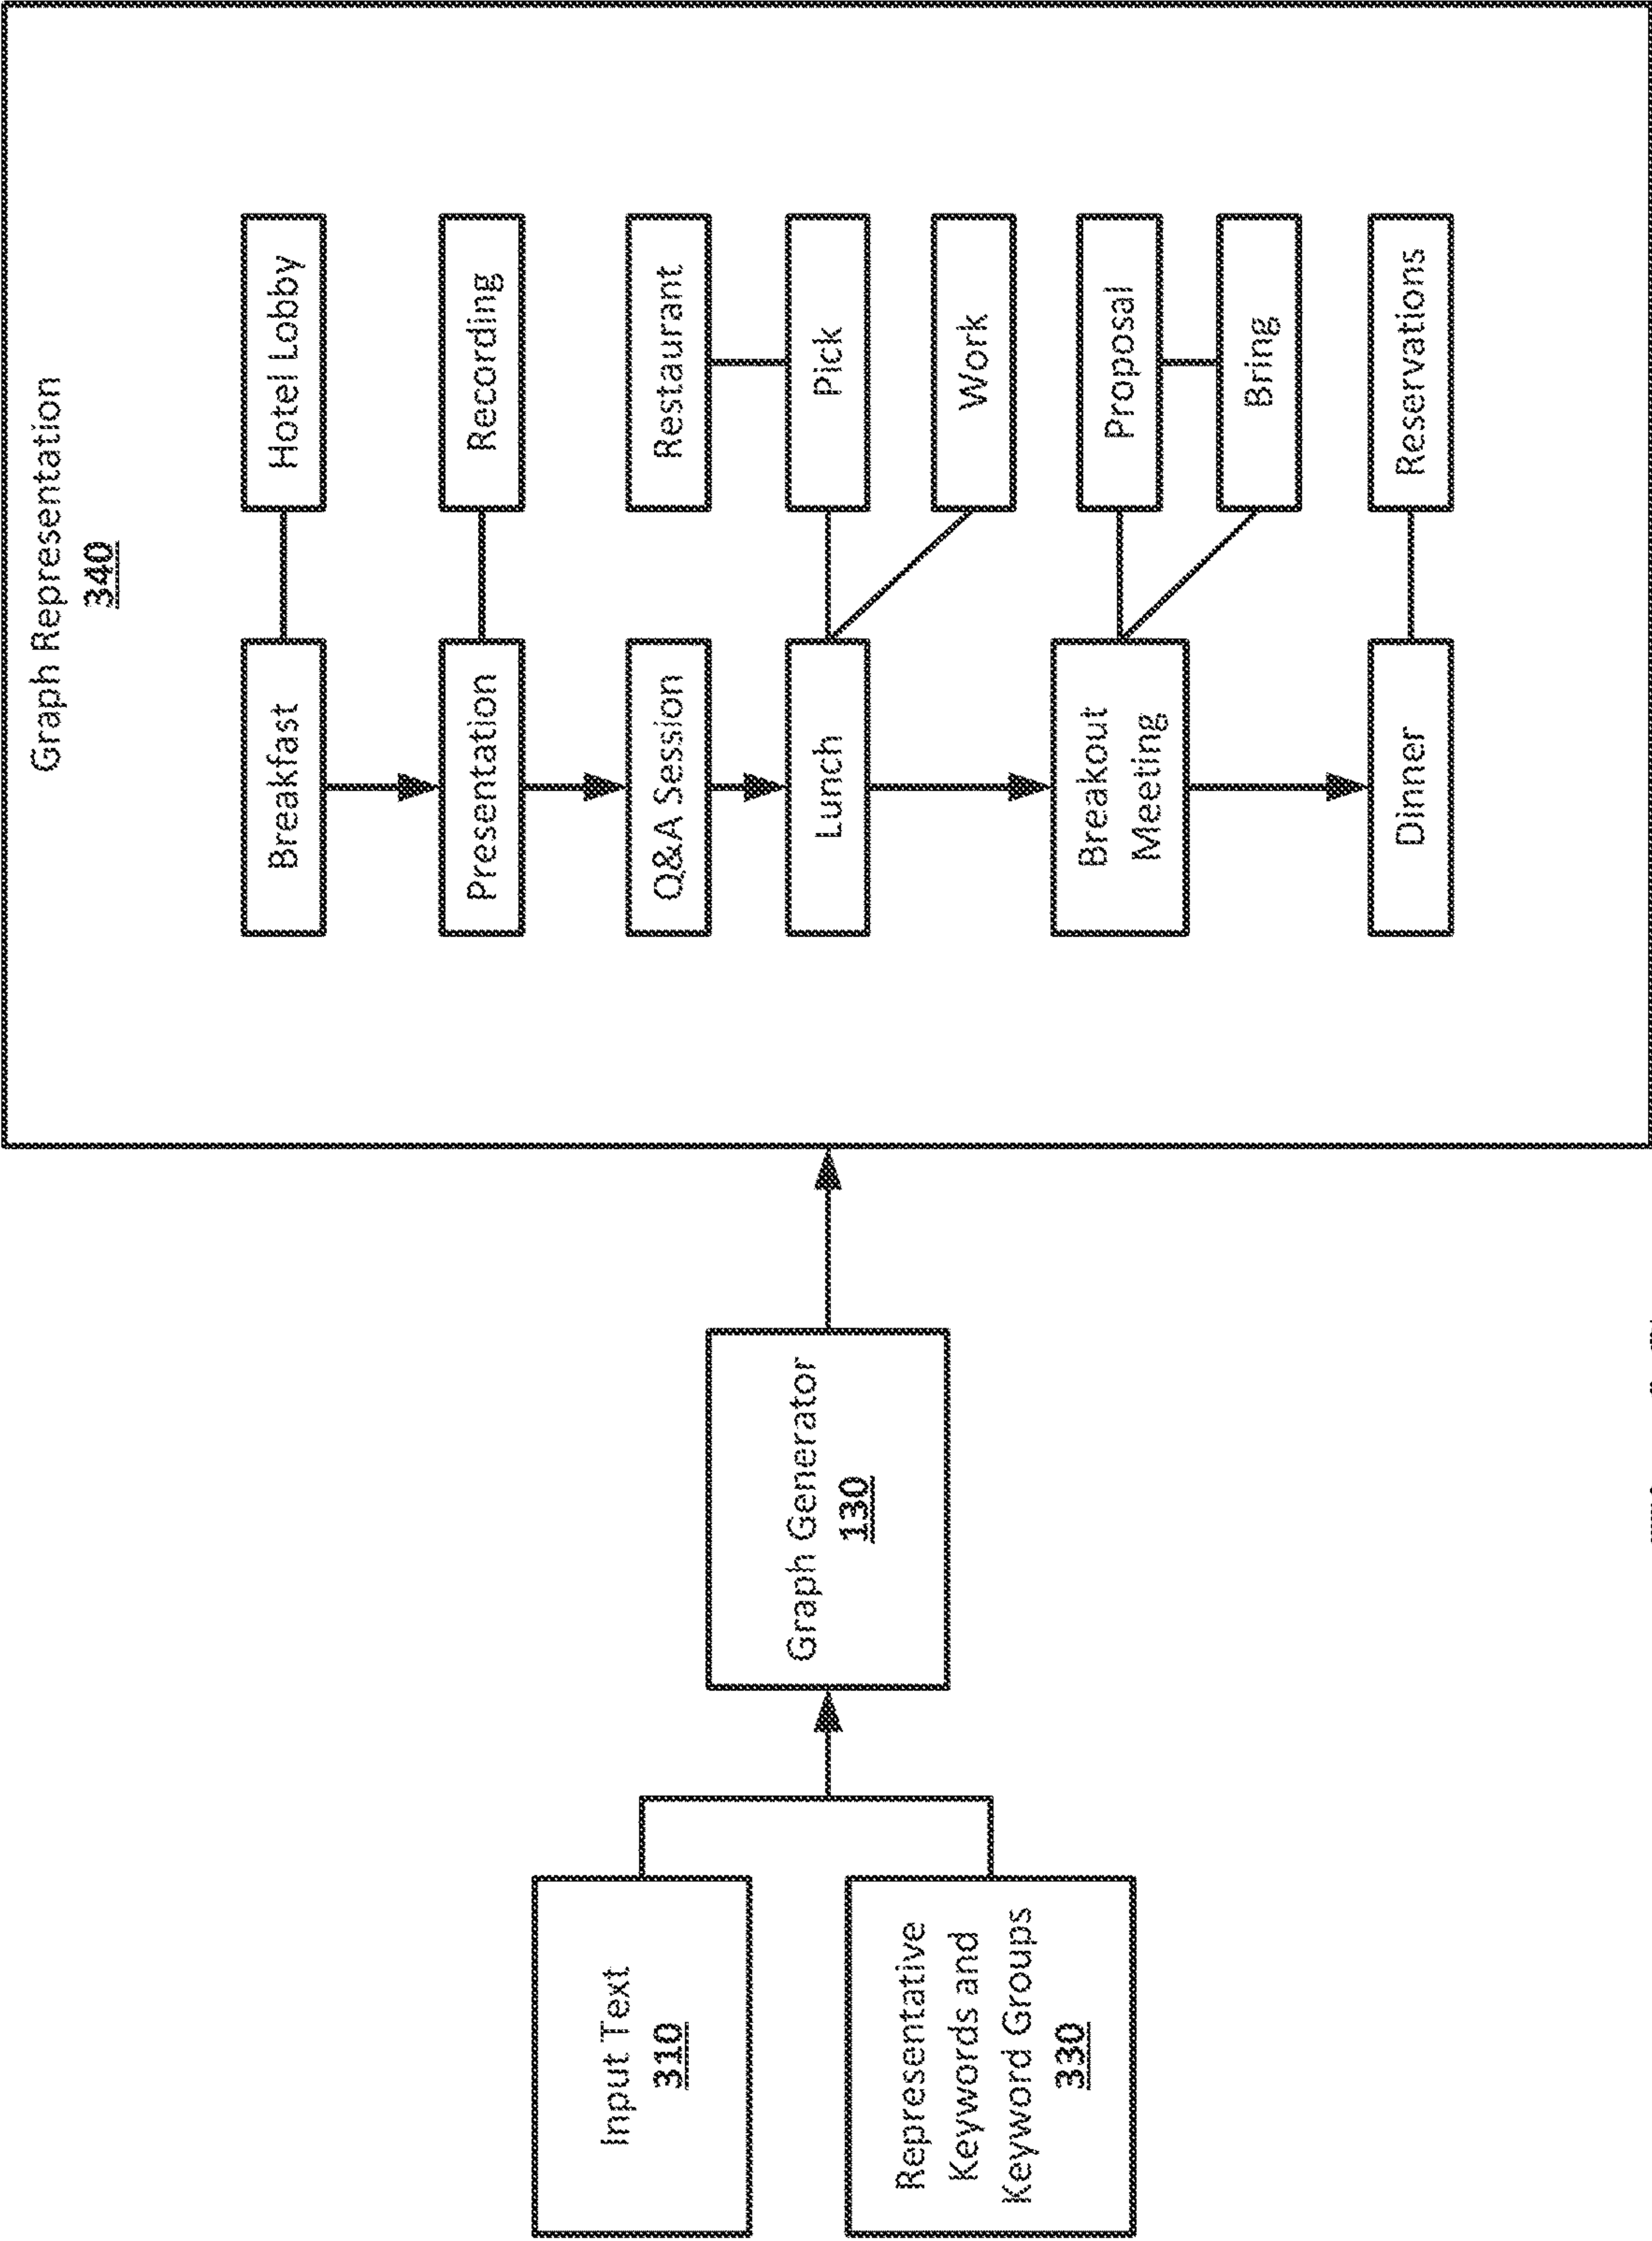 Input Text
310
Representative
Keywords and
Keyword Groups
330
Graph Generator
130
Graph Representation
340
Breakfast
Hotel Lobby
Presentation
Recording
Q&A Session
Restaurant
Lunch
Pick
Work
Breakout
Meeting
Proposal
Bring
Dinner
Reservations